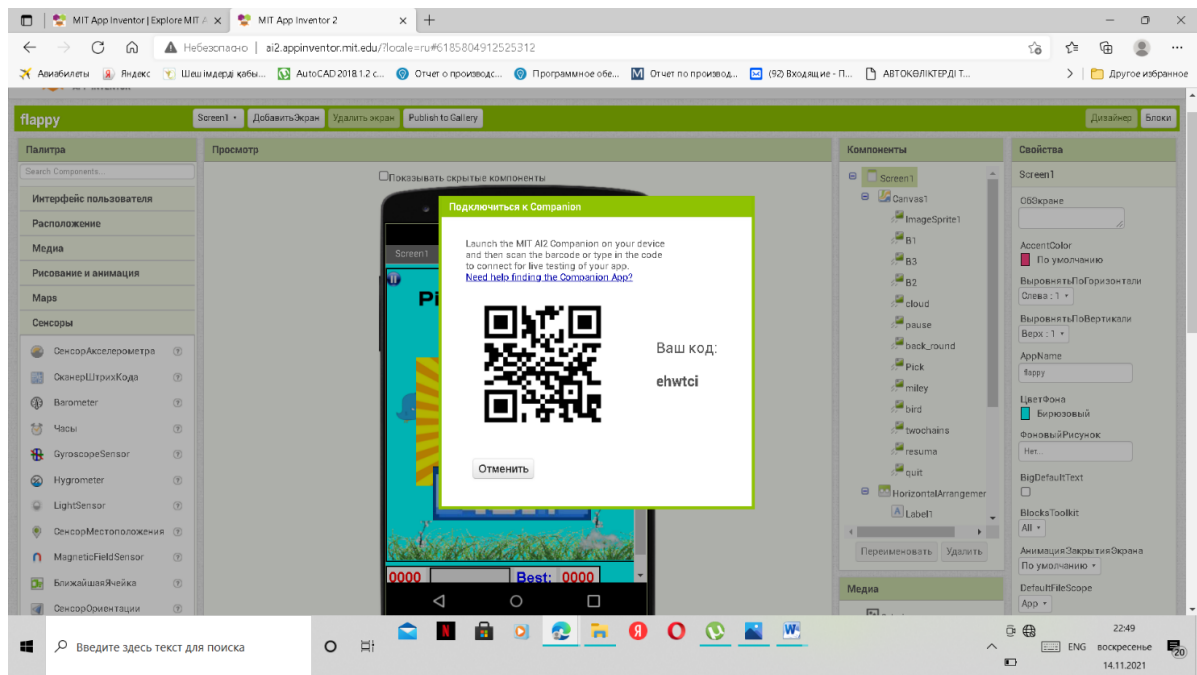 MIT App Inventor | Explore MIT A
MIT App Inventor 2
Небезопасно
ai2.appinventor.mit.edu/?locale=ru#6185804912525312
Авиабилеты
Яндекс
Шешімдерді қабы...
AutoCAD 2018.1.2 c...
Отчет о производс...
Программное обе...
Отчет по произвед...
(92) Входящие - П...
АВТОКӨЛІКТЕРДІ Т...
Другое избранное
flappy
Screen1
ДобавитьЭкран
Удалить экран
Publish to Gallery
Дизайнер
Блоки
Палитра
Search Components...
Интерфейс пользователя
Расположение
Медиа
Рисование и анимация
Maps
Сенсоры
СенсорАкселерометра
СканерШтрихКода
Barometer
Часы
GyroscopeSensor
Hygrometer
LightSensor
СенсорМестоположения
MagneticFieldSensor
БлижайшаяЯчейка
СенсорОриентации
Просмотр
Показывать скрытые компоненты
Screen1
Pi
0000
Best: 0000
Подключиться к Companion
Launch the MIT AI2 Companion on your device
and then scan the barcode or type in the code
to connect for live testing of your app.
Need help finding the Companion App?
Ваш код:
ehwtci
Отменить
Компоненты
Screen1
Canvas1
ImageSprite1
B1
B3
B2
cloud
pause
back_round
Pick
miley
bird
twochains
resuma
quit
HorizontalArrangemer
Label1
Переименовать
Удалить
Медиа
Свойства
Screen1
ОбЭкране
AccentColor
По умолчанию
ВыровнятьПоГоризонтали
Слева : 1
ВыровнятьПоВертикали
Верх : 1
AppName
flappy
ЦветФона
Бирюзовый
ФоновыйРисунок
Нет...
BigDefaultText
BlocksToolkit
All
АнимацияЗакрытияЭкрана
По умолчанию
DefaultFileScope
App
Введите здесь текст для поиска
ENG
22:49
воскресенье
14.11.2021
20